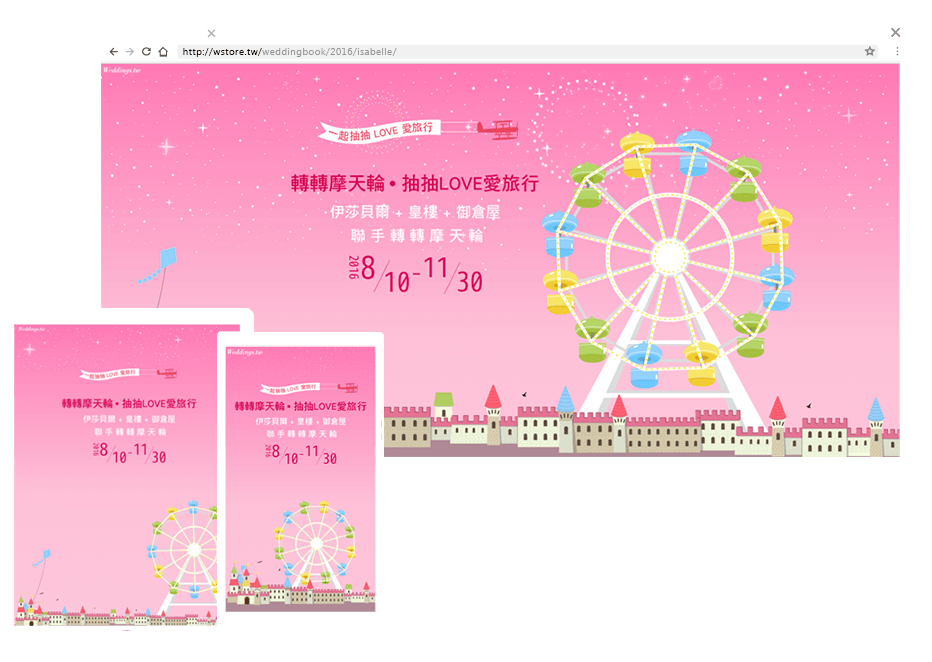 http://wstore.tw/weddingbook/2016/isabelle/
Weddings.tw
一起抽抽 LOVE 愛旅行
轉轉摩天輪 • 抽抽LOVE愛旅行
伊莎貝爾 + 皇樓 + 御倉屋
聯手轉轉摩天輪
2016 8/10-11/30
Weddings.tw
一起抽抽 LOVE 愛旅行
轉轉摩天輪 • 抽抽LOVE愛旅行
伊莎貝爾 + 皇樓 + 御倉屋
聯手轉轉摩天輪
2016 8/10-11/30
Weddings.tw
一起抽抽 LOVE 愛旅行
轉轉摩天輪 • 抽抽LOVE愛旅行
伊莎貝爾 + 皇樓 + 御倉屋
聯手轉轉摩天輪
2016 8/10-11/30